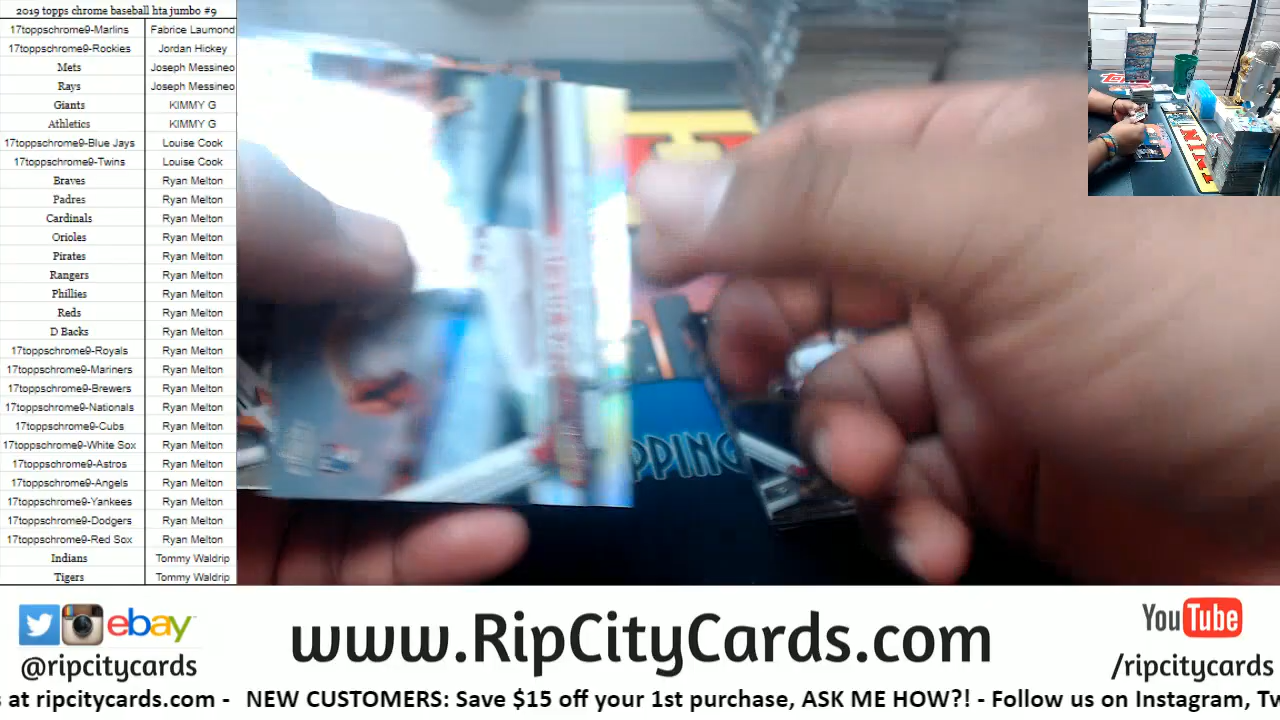 2019 topps chrome baseball hta jumbo #9
17toppschrome9-Marlins Fabrice Laumond
17toppschrome9-Rockies Jordan Hickey
Mets Joseph Messineo
Rays Joseph Messineo
Giants KIMMY G
Athletics KIMMY G
17toppschrome9-Blue Jays Louise Cook
17toppschrome9-Twins Louise Cook
Braves Ryan Melton
Padres Ryan Melton
Cardinals Ryan Melton
Orioles Ryan Melton
Pirates Ryan Melton
Rangers Ryan Melton
Phillies Ryan Melton
Reds Ryan Melton
D Backs Ryan Melton
17toppschrome9-Royals Ryan Melton
17toppschrome9-Mariners Ryan Melton
17toppschrome9-Brewers Ryan Melton
17toppschrome9-Nationals Ryan Melton
17toppschrome9-Cubs Ryan Melton
17toppschrome9-White Sox Ryan Melton
17toppschrome9-Astros Ryan Melton
17toppschrome9-Angels Ryan Melton
17toppschrome9-Yankees Ryan Melton
17toppschrome9-Dodgers Ryan Melton
17toppschrome9-Red Sox Ryan Melton
Indians Tommy Waldrip
Tigers Tommy Waldrip
PPING
ebay
@ripcitycards
www.RipCityCards.com
YouTube
/ripcitycards
s at ripcitycards.com - NEW CUSTOMERS: Save $15 off your 1st purchase, ASK ME HOW?! - Follow us on Instagram, Tw